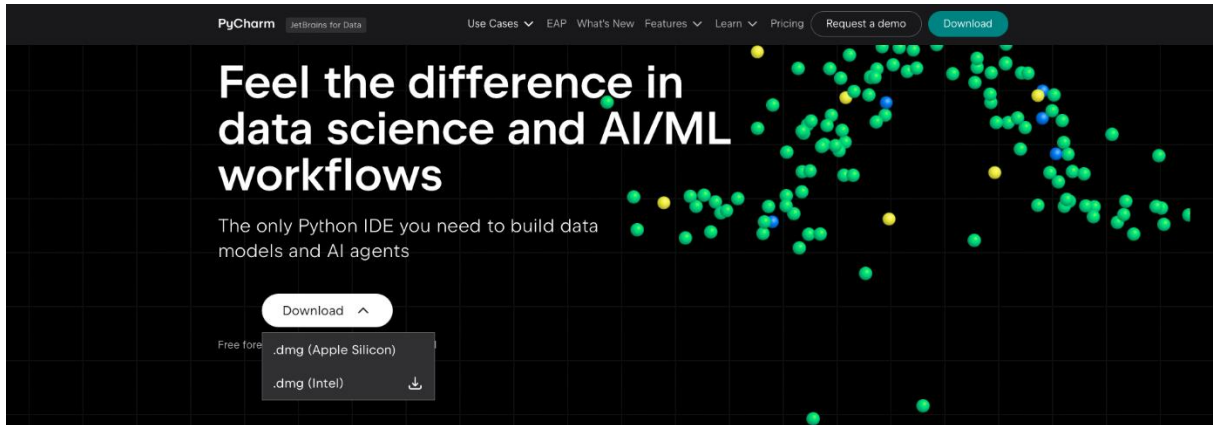 PyCharm JetBrains for Data Use Cases EAP What's New Features Learn Pricing Request a demo Download
Feel the difference in
data science and AI/ML
workflows
The only Python IDE you need to build data
models and AI agents
Download
Free fore
.dmg (Apple Silicon)
.dmg (Intel)